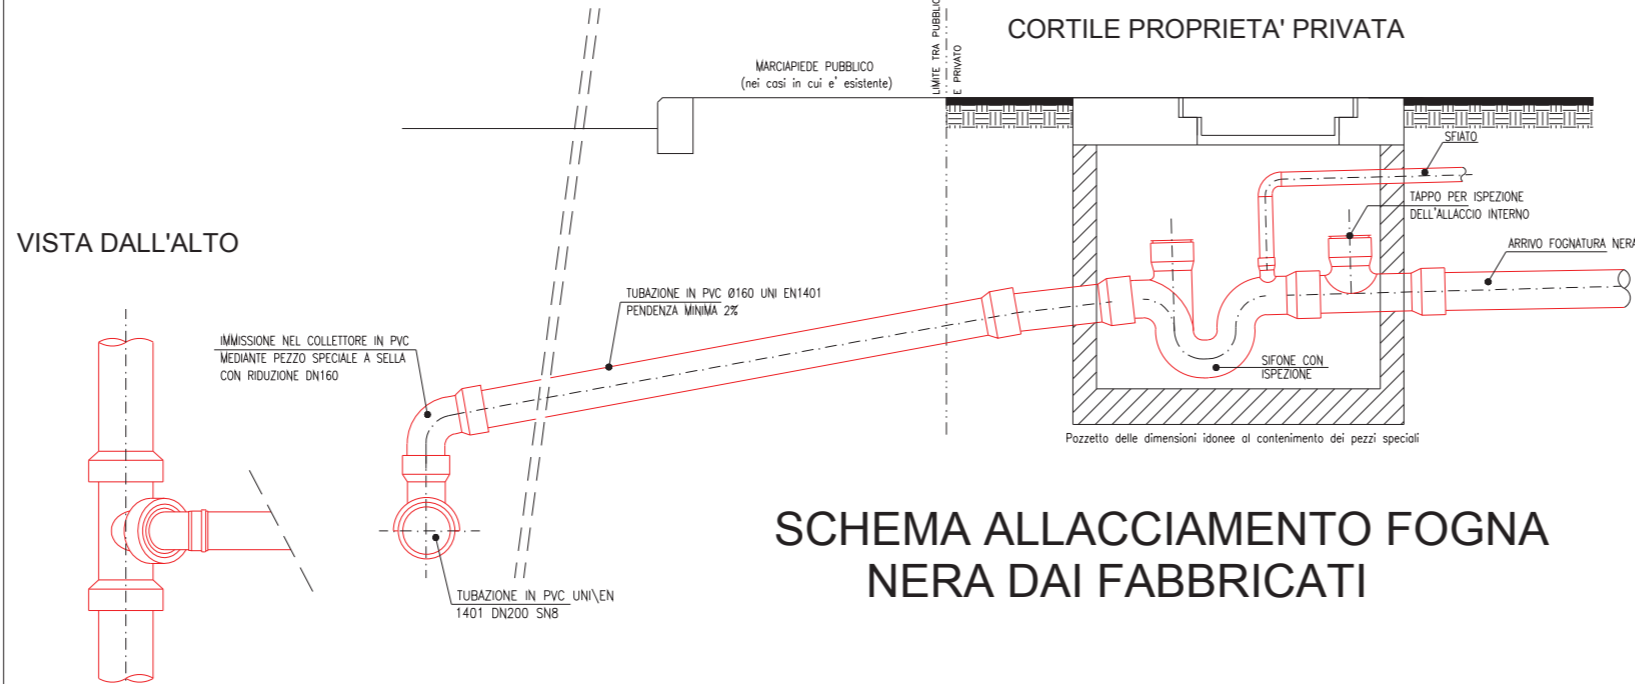 CORTILE PROPRIETA' PRIVATA
LIMITE TRA PUBBLICO
E PRIVATO
MARCIAPIEDE PUBBLICO
(nei casi in cui e' esistente)
SFIATO
TAPPO PER ISPEZIONE
DELL'ALLACCIO INTERNO
ARRIVO FOGNATURA NERA
VISTA DALL'ALTO
TUBAZIONE IN PVC Ø160 UNI EN1401
PENDENZA MINIMA 2%
IMMISSIONE NEL COLLETTORE IN PVC
MEDIANTE PEZZO SPECIALE A SELLA
CON RIDUZIONE DN160
SIFONE CON
ISPEZIONE
Pozzetto delle dimensioni idonee al contenimento dei pezzi speciali
SCHEMA ALLACCIAMENTO FOGNA
NERA DAI FABBRICATI
TUBAZIONE IN PVC UNI\EN
1401 DN200 SN8